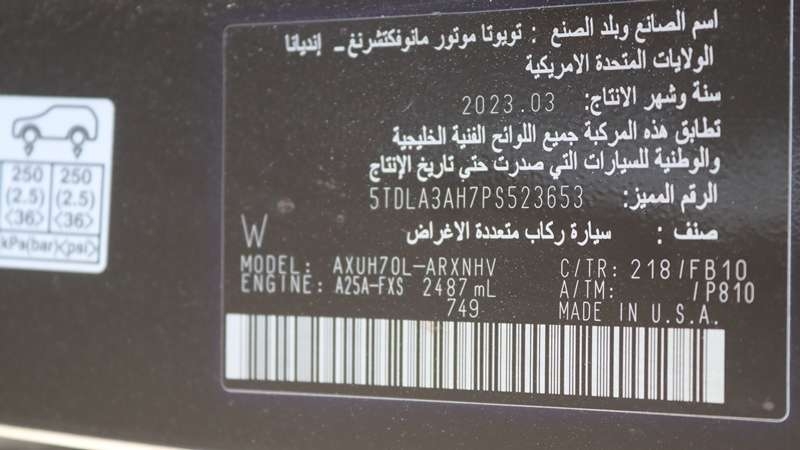 اسم الصانع وبلد الصنع : تويوتا موتور مانوفكتشرنغ - إنديانا
الولايات المتحدة الامريكية
سنة وشهر الانتاج: 2023.03
تطابق هذه المركبة جميع اللوائح الفنية الخليجية
والوطنية للسيارات التي صدرت حتي تاريخ الإنتاج
الرقم المميز: 5TDLA3AH7PS523653
صنف : سيارة ركاب متعددة الاغراض
W
MODEL: AXUH70L-ARXNHV C/TR: 218/FB10
ENGINE: A25A-FXS 2487 mL A/TM: /P810
749 MADE IN U.S.A.
250 250
(2.5) (2.5)
<36> <36>
kPa(bar)<psi>